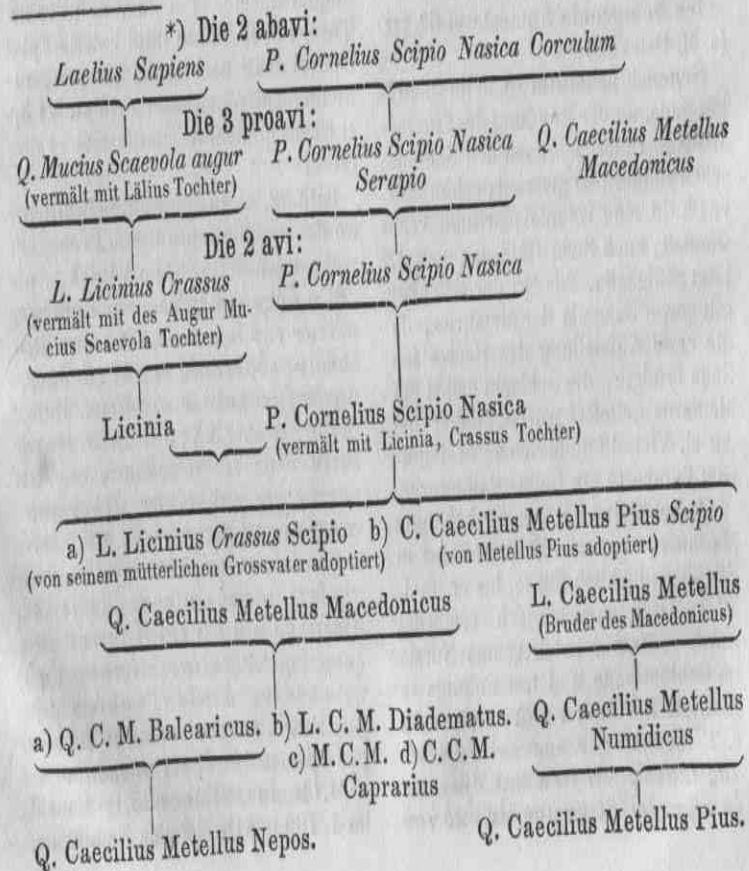 *) Die 2 abavi:
Laelius Sapiens P. Cornelius Scipio Nasica Corculum
Die 3 proavi:
Q. Mucius Scaevola augur P. Cornelius Scipio Nasica Q. Caecilius Metellus
(vermält mit Lälius Tochter) Serapio Macedonicus
Die 2 avi:
L. Licinius Crassus P. Cornelius Scipio Nasica
(vermält mit des Augur Mu-
cius Scaevola Tochter)
Licinia P. Cornelius Scipio Nasica
(vermält mit Licinia, Crassus Tochter)
a) L. Licinius Crassus Scipio b) C. Caecilius Metellus Pius Scipio
(von seinem mütterlichen Grossvater adoptiert) (von Metellus Pius adoptiert)
Q. Caecilius Metellus Macedonicus L. Caecilius Metellus
(Bruder des Macedonicus)
a) Q. C. M. Balearicus. b) L. C. M. Diadematus. Q. Caecilius Metellus
c) M. C. M. d) C. C. M. Numidicus
Caprarius
Q. Caecilius Metellus Nepos. Q. Caecilius Metellus Pius.